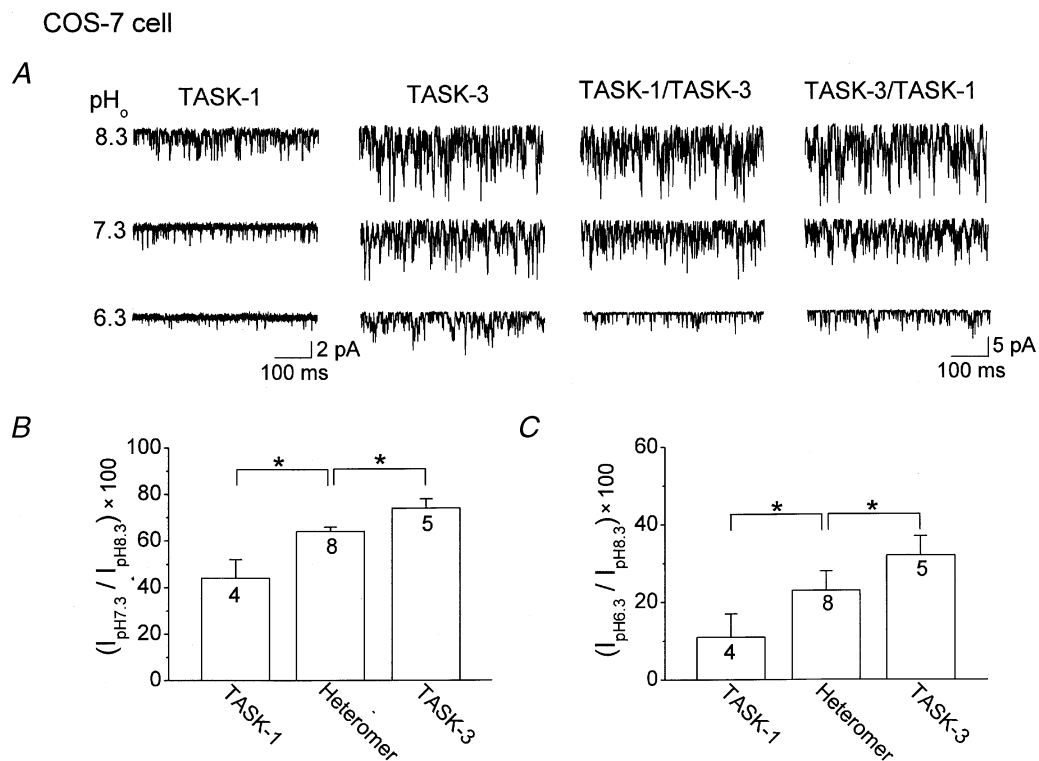 COS-7 cell
A
pHo TASK-1 TASK-3 TASK-1/TASK-3 TASK-3/TASK-1
8.3
7.3
6.3
2 pA
100 ms
5 pA
100 ms
B
(IpH7.3 / IpH8.3) × 100
100
80
60
40
20
0
* *
4 8 5
TASK-1 Heteromer TASK-3
C
(IpH6.3 / IpH8.3) × 100
60
40
20
0
* *
4 8 5
TASK-1 Heteromer TASK-3